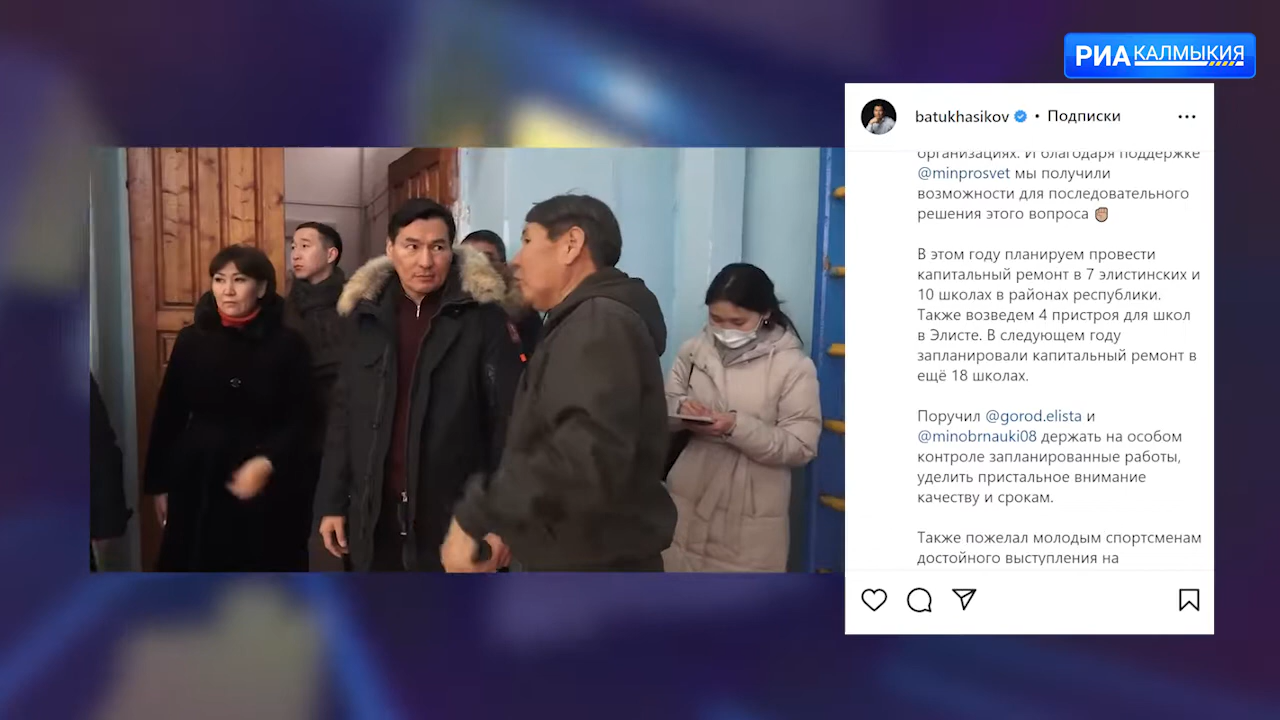 РИА КАЛМЫКИЯ
batukhasikov • Подписки
организациях. И благодаря поддержке
@minprosvet мы получили
возможности для последовательного
решения этого вопроса
В этом году планируем провести
капитальный ремонт в 7 элистинских и
10 школах в районах республики.
Также возведем 4 пристроя для школ
в Элисте. В следующем году
запланировали капитальный ремонт в
ещё 18 школах.
Поручил @gorod.elista и
@minobrnauki08 держать на особом
контроле запланированные работы,
уделить пристальное внимание
качеству и срокам.
Также пожелал молодым спортсменам
достойного выступления на